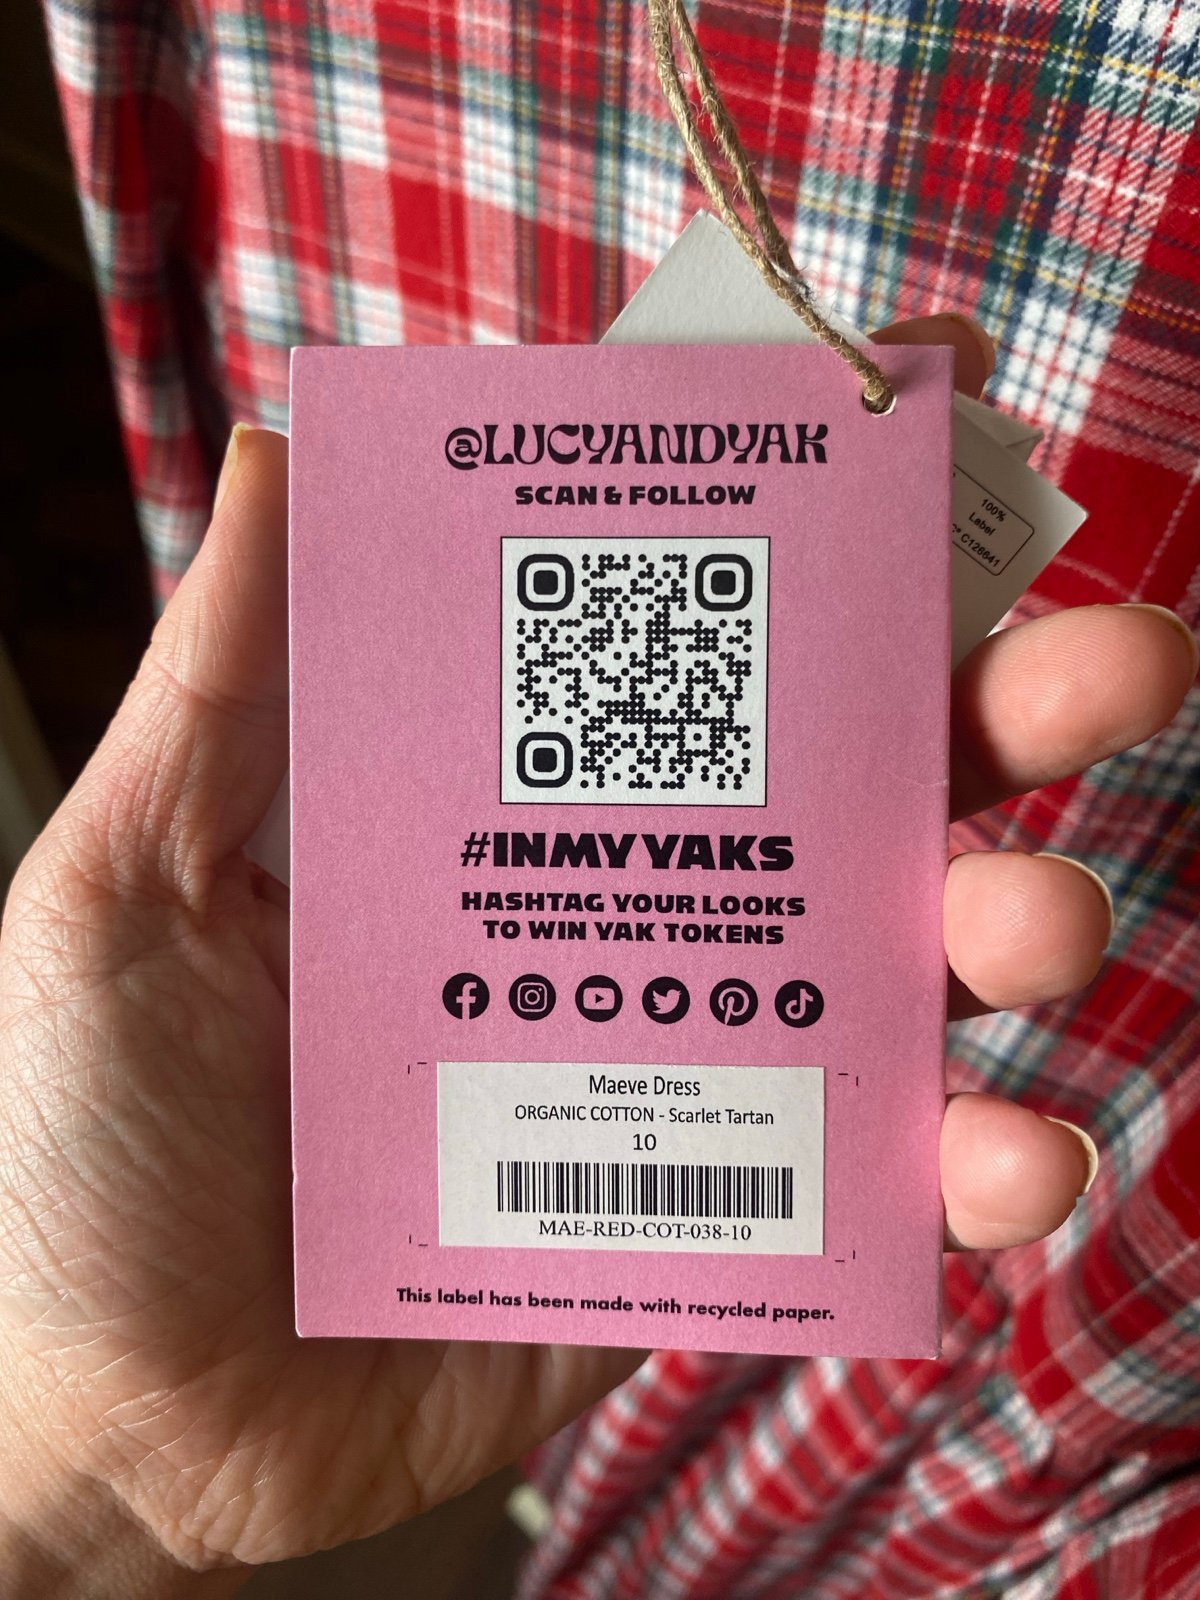 @LUCYANDYAK
SCAN & FOLLOW
#INMYYAKS
HASHTAG YOUR LOOKS
TO WIN YAK TOKENS
Maeve Dress
ORGANIC COTTON - Scarlet Tartan
10
MAE-RED-COT-038-10
This label has been made with recycled paper.
100%
Label
C126641